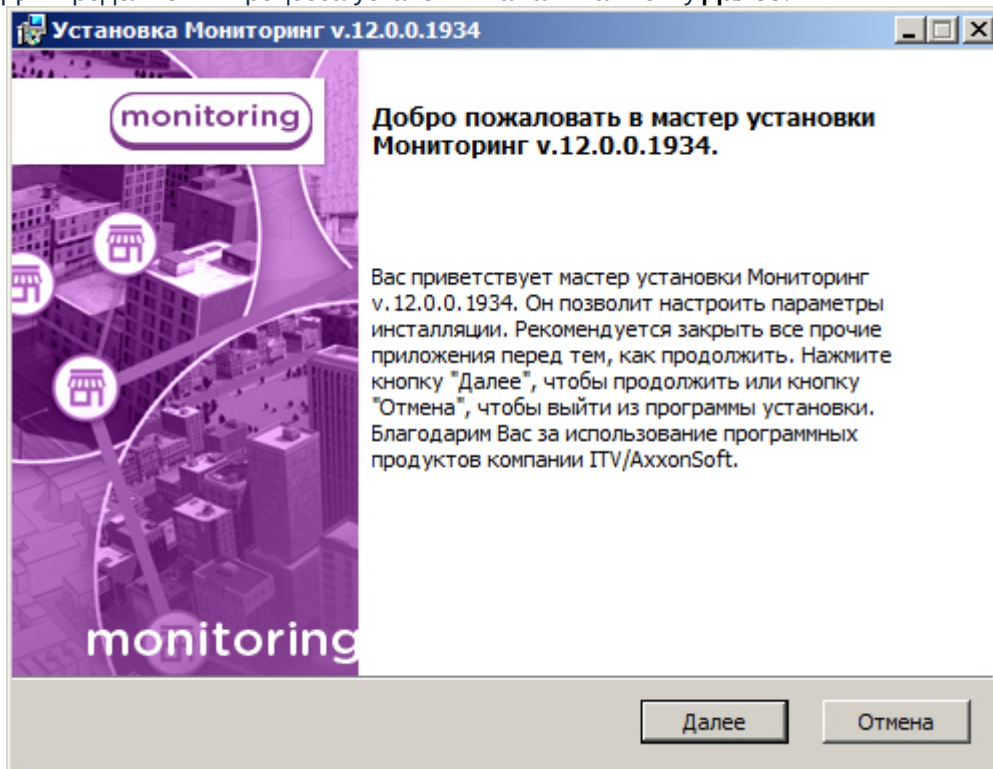 Установка Мониторинг v.12.0.0.1934
monitoring
Добро пожаловать в мастер установки
Мониторинг v.12.0.0.1934.
Вас приветствует мастер установки Мониторинг
v.12.0.0.1934. Он позволит настроить параметры
инсталляции. Рекомендуется закрыть все прочие
приложения перед тем, как продолжить. Нажмите
кнопку "Далее", чтобы продолжить или кнопку
"Отмена", чтобы выйти из программы установки.
Благодарим Вас за использование программных
продуктов компании ITV/AxxonSoft.
monitoring
Далее
Отмена